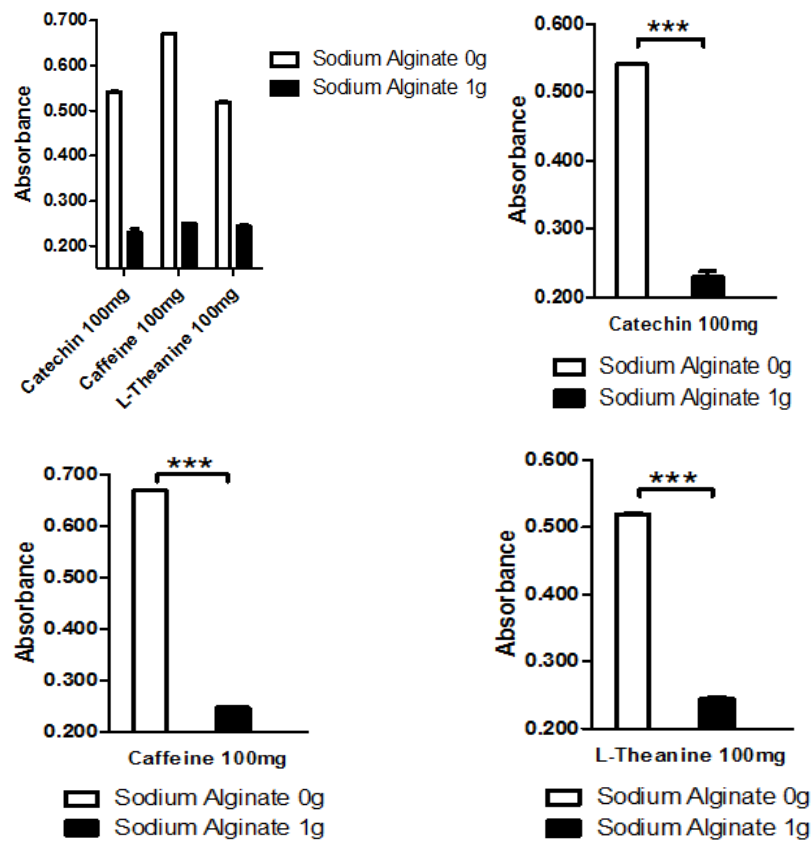 0.700
0.600
0.500
0.400
0.300
0.200
Absorbance
Catechin 100mg
Caffeine 100mg
L-Theanine 100mg
Sodium Alginate 0g
Sodium Alginate 1g
***
0.600
0.500
0.400
0.300
0.200
Absorbance
Catechin 100mg
Sodium Alginate 0g
Sodium Alginate 1g
***
0.700
0.600
0.500
0.400
0.300
0.200
Absorbance
Caffeine 100mg
Sodium Alginate 0g
Sodium Alginate 1g
***
0.600
0.500
0.400
0.300
0.200
Absorbance
L-Theanine 100mg
Sodium Alginate 0g
Sodium Alginate 1g